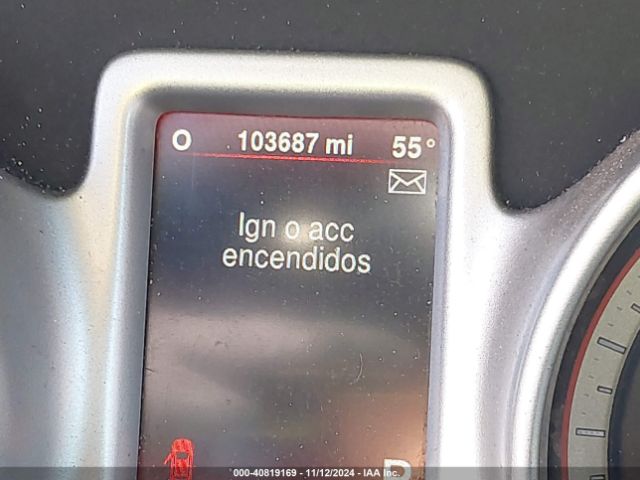 O 103687 mi 55°
Ign o acc
encendidos
P
000-40819169 - 11/12/2024 - IAA Inc.